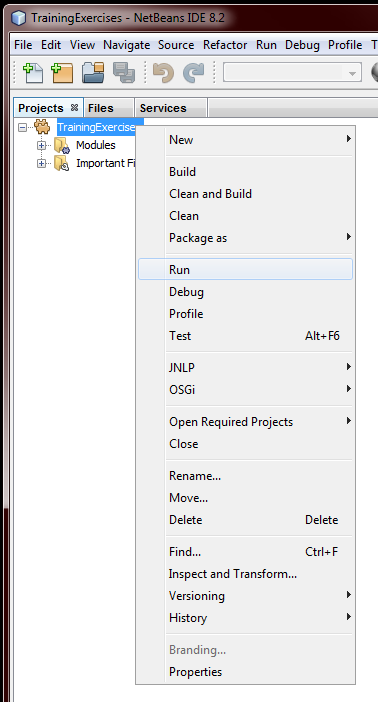 TrainingExercises - NetBeans IDE 8.2
File Edit View Navigate Source Refactor Run Debug Profile
Projects Files Services
TrainingExercises
Modules
Important Fi
New
Build
Clean and Build
Clean
Package as
Run
Debug
Profile
Test Alt+F6
JNLP
OSGi
Open Required Projects
Close
Rename...
Move...
Delete Delete
Find... Ctrl+F
Inspect and Transform...
Versioning
History
Branding...
Properties